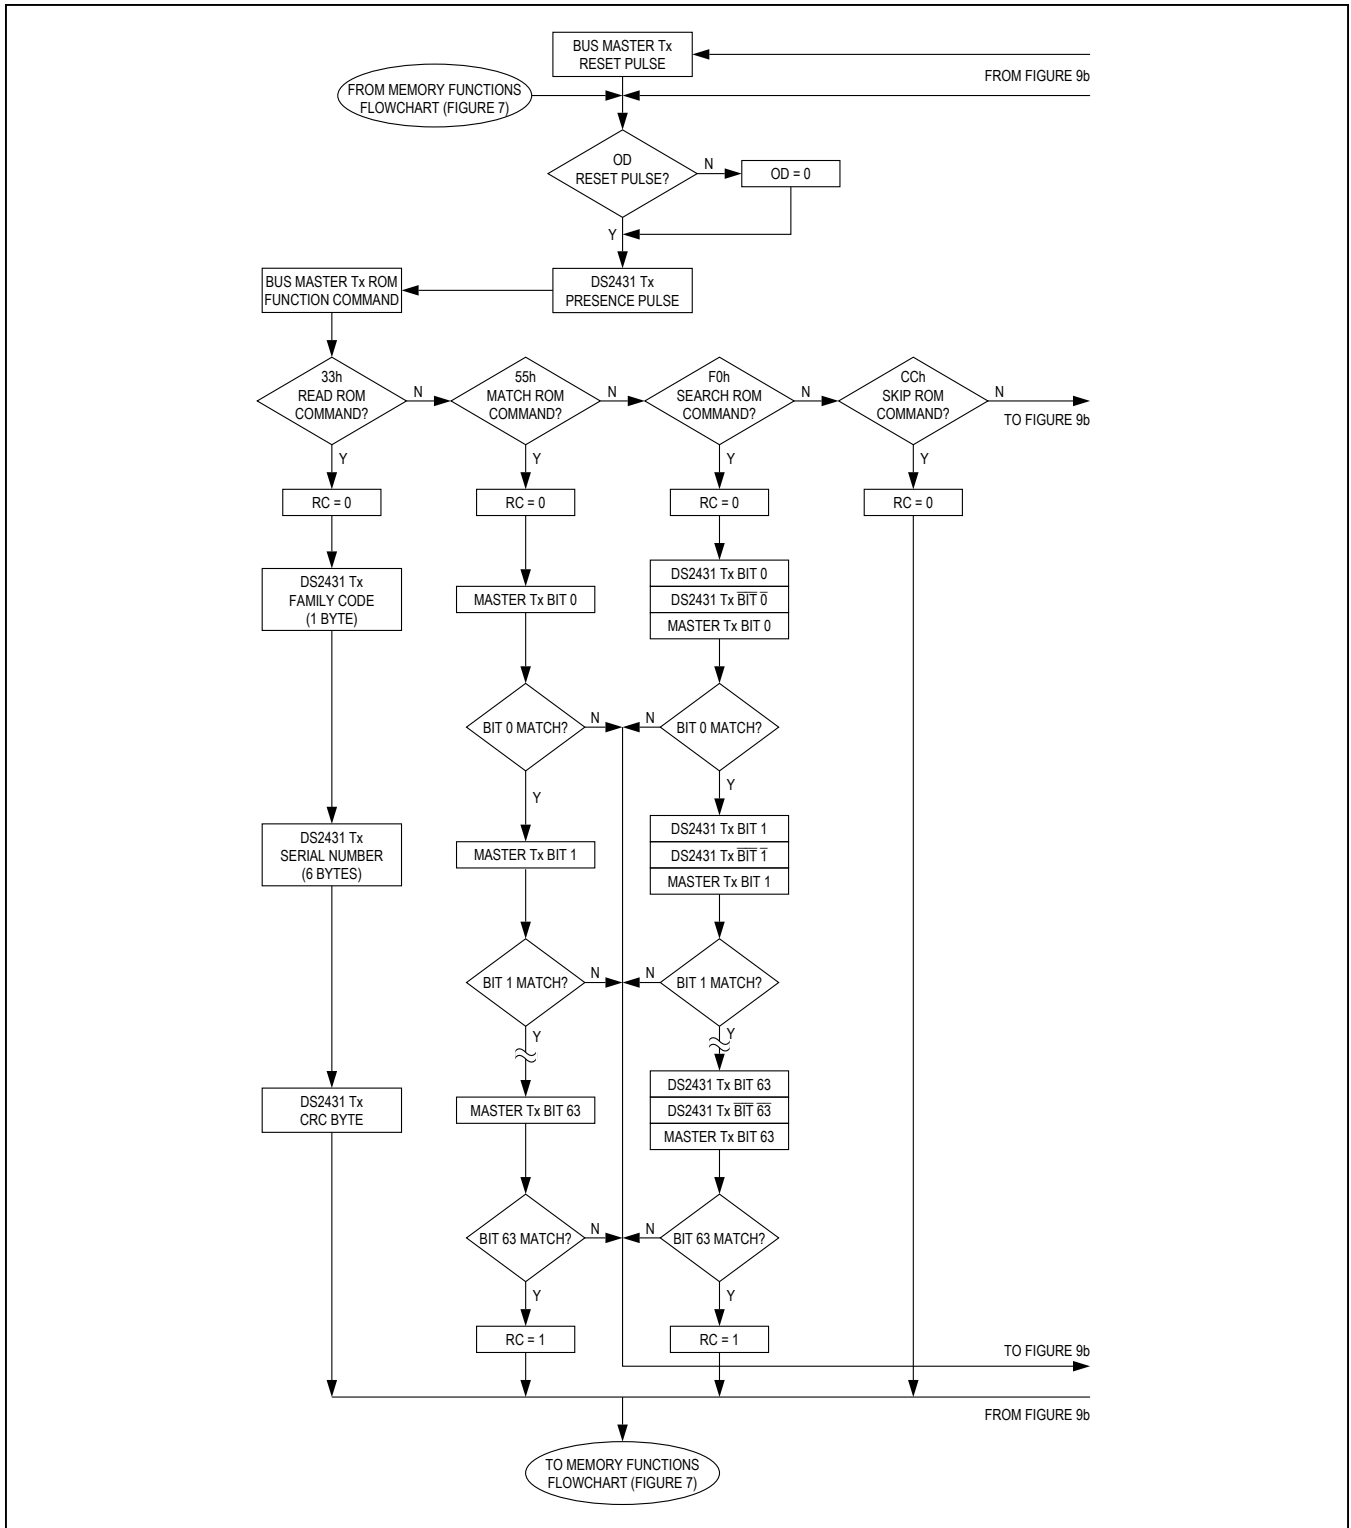 BUS MASTER Tx
RESET PULSE
FROM FIGURE 9b
FROM MEMORY FUNCTIONS
FLOWCHART (FIGURE 7)
OD
RESET PULSE?
N
OD = 0
Y
BUS MASTER Tx ROM
FUNCTION COMMAND
DS2431 Tx
PRESENCE PULSE
33h
READ ROM
COMMAND?
N
55h
MATCH ROM
COMMAND?
N
F0h
SEARCH ROM
COMMAND?
N
CCh
SKIP ROM
COMMAND?
N
TO FIGURE 9b
Y
Y
Y
Y
RC = 0
RC = 0
RC = 0
RC = 0
DS2431 Tx
FAMILY CODE
(1 BYTE)
MASTER Tx BIT 0
DS2431 Tx BIT 0
DS2431 Tx B̅I̅T̅ 0̅
MASTER Tx BIT 0
BIT 0 MATCH?
N
N
BIT 0 MATCH?
Y
Y
DS2431 Tx
SERIAL NUMBER
(6 BYTES)
MASTER Tx BIT 1
DS2431 Tx BIT 1
DS2431 Tx B̅I̅T̅ 1̅
MASTER Tx BIT 1
BIT 1 MATCH?
N
N
BIT 1 MATCH?
Y
Y
DS2431 Tx
CRC BYTE
MASTER Tx BIT 63
DS2431 Tx BIT 63
DS2431 Tx B̅I̅T̅ 6̅3̅
MASTER Tx BIT 63
BIT 63 MATCH?
N
N
BIT 63 MATCH?
Y
Y
RC = 1
RC = 1
TO FIGURE 9b
FROM FIGURE 9b
TO MEMORY FUNCTIONS
FLOWCHART (FIGURE 7)